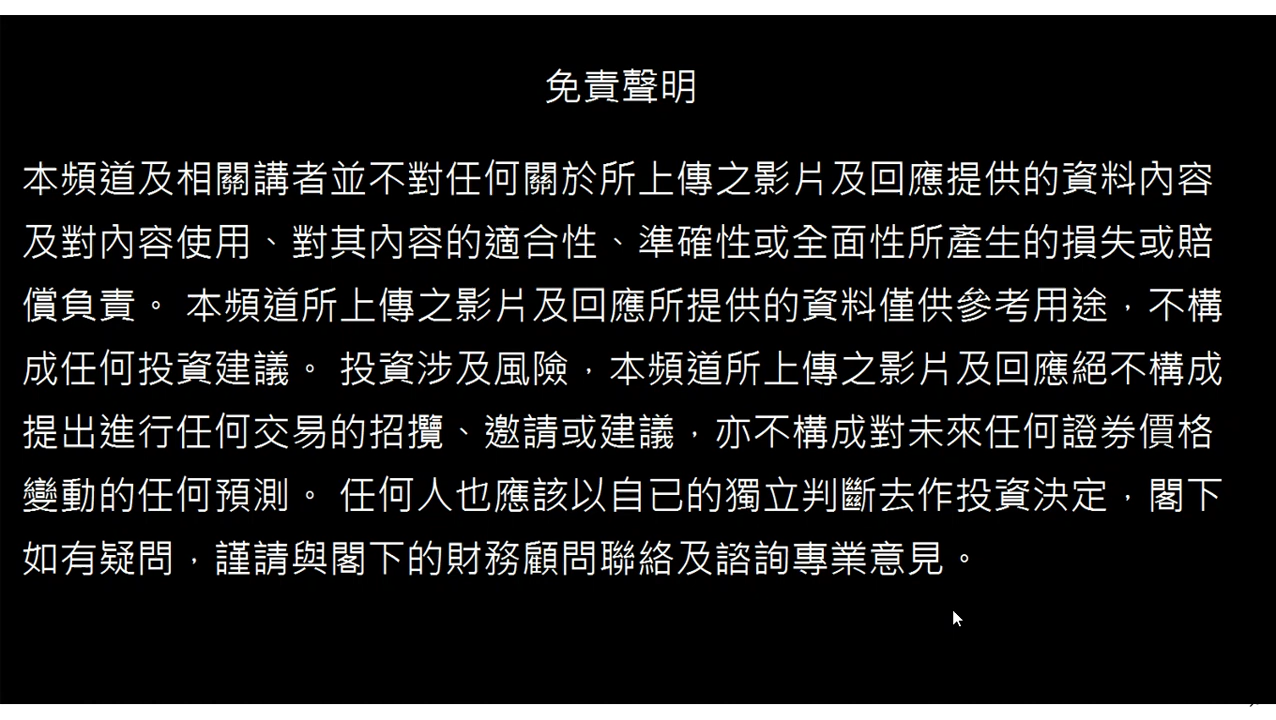 免責聲明
本頻道及相關講者並不對任何關於所上傳之影片及回應提供的資料內容
及對內容使用、對其內容的適合性、準確性或全面性所產生的損失或賠
償負責。 本頻道所上傳之影片及回應所提供的資料僅供參考用途，不構
成任何投資建議。 投資涉及風險，本頻道所上傳之影片及回應絕不構成
提出進行任何交易的招攬、邀請或建議，亦不構成對未來任何證券價格
變動的任何預測。 任何人也應該以自已的獨立判斷去作投資決定，閣下
如有疑問，謹請與閣下的財務顧問聯絡及諮詢專業意見。